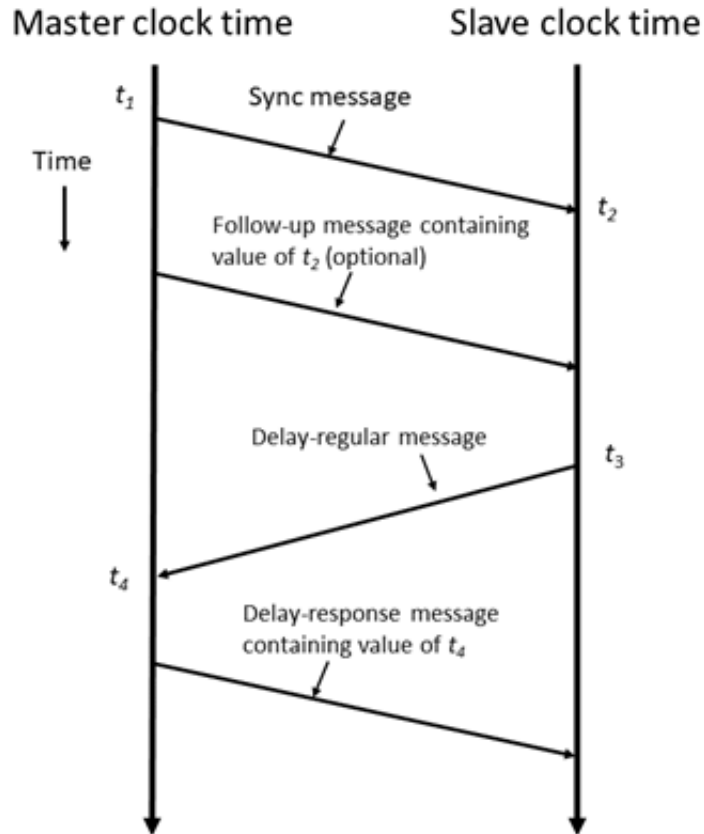 Master clock time
Slave clock time
t1
Sync message
Time
t2
Follow-up message containing
value of t2 (optional)
Delay-regular message
t3
t4
Delay-response message
containing value of t4